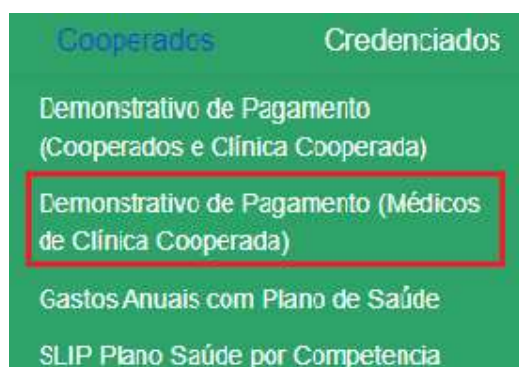 Cooperados Credenciados
Demonstrativo de Pagamento
(Cooperados e Clínica Cooperada)
Demonstrativo de Pagamento (Médicos
de Clínica Cooperada)
Gastos Anuais com Plano de Saúde
SLIP Plano Saúde por Competencia